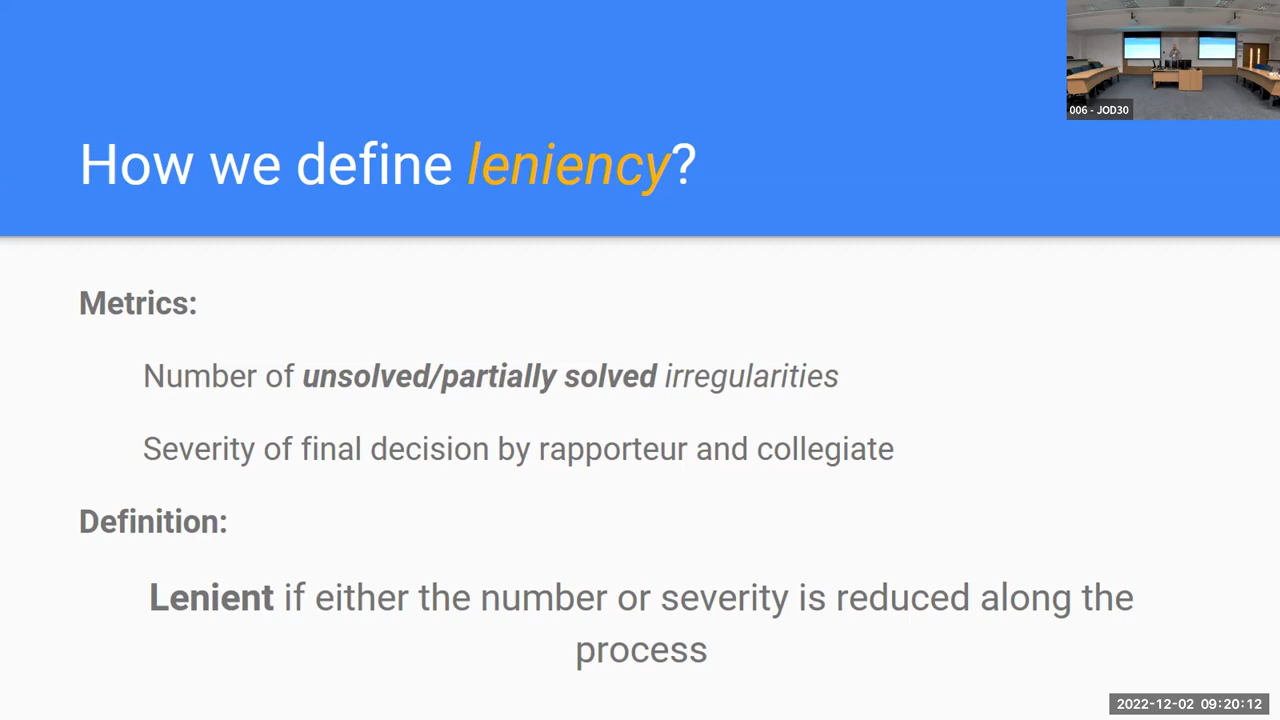 006 - JOD30
How we define leniency?
Metrics:
Number of unsolved/partially solved irregularities
Severity of final decision by rapporteur and collegiate
Definition:
Lenient if either the number or severity is reduced along the
process
2022-12-02 09:20:12